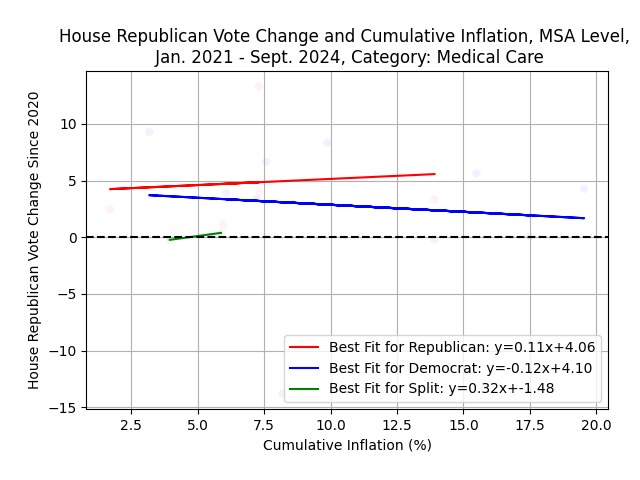 House Republican Vote Change and Cumulative Inflation, MSA Level,
Jan. 2021 - Sept. 2024, Category: Medical Care
House Republican Vote Change Since 2020
10
5
0
−5
−10
−15
Best Fit for Republican: y=0.11x+4.06
Best Fit for Democrat: y=-0.12x+4.10
Best Fit for Split: y=0.32x+-1.48
2.5 5.0 7.5 10.0 12.5 15.0 17.5 20.0
Cumulative Inflation (%)